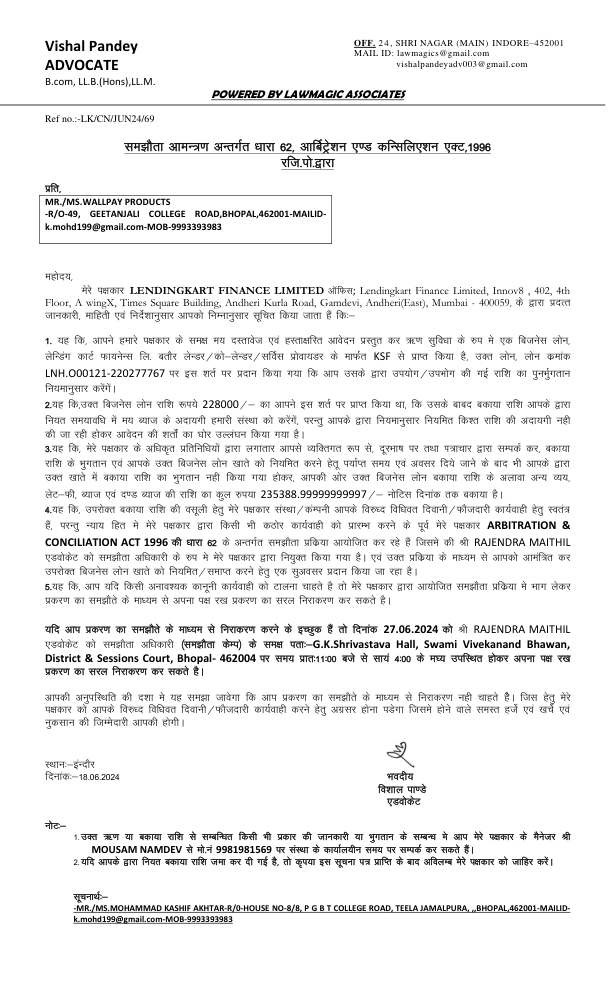 Vishal Pandey
ADVOCATE
B.com, LL.B.(Hons),LL.M.
OFF. 24, SHRI NAGAR (MAIN) INDORE–452001
MAIL ID: lawmagics@gmail.com
vishalpandeyadv003@gmail.com
POWERED BY LAWMAGIC ASSOCIATES
Ref no.:-LK/CN/JUN24/69
समझौता आमन्त्रण अन्तर्गत धारा 62, आर्बिट्रेशन एण्ड कन्सिलिएशन एक्ट,1996
रजि.पो.द्वारा
प्रति,
MR./MS.WALLPAY PRODUCTS
-R/O-49, GEETANJALI COLLEGE ROAD,BHOPAL,462001-MAILID-
k.mohd199@gmail.com-MOB-9993393983
महोदय,
मेरे पक्षकार LENDINGKART FINANCE LIMITED ऑफिस; Lendingkart Finance Limited, Innov8 , 402, 4th
Floor, A wingX, Times Square Building, Andheri Kurla Road, Gamdevi, Andheri(East), Mumbai - 400059, के द्वारा प्रदत्त
जानकारी, माहिती एवं निर्देशानुसार आपको निम्नानुसार सूचित किया जाता हैं कि:–
1. यह कि, आपने हमारे पक्षकार के समक्ष मय दस्तावेज एवं हस्ताक्षरित आवेदन प्रस्तुत कर ऋण सुविधा के रुप मे एक बिजनेस लोन,
लेन्डिंग कार्ट फायनेन्स लि. बतौर लेन्डर/को–लेन्डर/सर्विस प्रोवायडर के मार्फत KSF से प्राप्त किया है, उक्त लोन, लोन क्रमांक
LNH.O00121-220277767 पर इस शर्त पर प्रदान किया गया कि आप उसके द्वारा उपयोग/उपभोग की गई राशि का पुनर्भुगतान
नियमानुसार करेंगें।
2.यह कि,उक्त बिजनेस लोन राशि रूपये 228000/– का आपने इस शर्त पर प्राप्त किया था, कि उसके बाबद बकाया राशि आपके द्वारा
नियत समयावधि में मय ब्याज के अदायगी हमारी संस्था को करेंगें, परन्तु आपके द्वारा नियमानुसार नियमित किश्त राशि की अदायगी नही
की जा रही होकर आवेदन की शर्तों का घोर उल्लंघन किया गया है।
3.यह कि, मेरे पक्षकार के अधिकृत प्रतिनिधियों द्वारा लगातार आपसे व्यक्तिगत रूप से, दूरभाष पर तथा पत्राचार द्वारा सम्पर्क कर, बकाया
राशि के भुगतान एवं आपके उक्त बिजनेस लोन खाते को नियमित करने हेतू पर्याप्त समय एवं अवसर दिये जाने के बाद भी आपके द्वारा
उक्त खाते में बकाया राशि का भुगतान नही किया गया होकर, आपकी ओर उक्त बिजनेस बकाया राशि के अलावा अन्य व्यय,
लेट–फी, ब्याज एवं दण्ड ब्याज की राशि का कुल रुपया 235388.99999999997/– नोटिस दिनांक तक बकाया है।
4.यह कि, उपरोक्त बकाया राशि की वसूली हेतु मेरे पक्षकार संस्था/कंम्पनी आपके विरुध्द विधिवत दिवानी/फौजदारी कार्यवाही हेतु स्वतंत्र
हैं, परन्तु न्याय हित मे मेरे पक्षकार द्वारा किसी भी कठोर कार्यवाही को प्रारम्भ करने के पूर्व मेरे पक्षकार ARBITRATION &
CONCILIATION ACT 1996 की धारा 62 के अन्तरर्गत समझौता प्रकिया आयोजित कर रहे हैं जिसमे की श्री RAJENDRA MAITHIL
एडवोकेट को समझौता अधिकारी के रुप मे मेरे पक्षकार द्वारा नियुक्त किया गया है। एवं उक्त प्रकिया के माध्यम से आपको आमंत्रित कर
उपरोक्त बिजनेस लोन खाते को नियमित/समाप्त करने हेतु एक सुअवसर प्रदान किया जा रहा है।
5.यह कि, आप यदि किसी अनावश्यक कानूनी कार्यवाही को टालना चाहते है तो मेरे पक्षकार द्वारा आयोजित समझौता प्रकिया मे भाग लेकर
प्रकरण का समझौते के माध्यम से अपना पक्ष रख प्रकरण का सरल निराकरण कर सकते है।
यदि आप प्रकरण का समझौते के माध्यम से निराकरण करने के इच्छुक हैं तो दिनांक 27.06.2024 को श्री RAJENDRA MAITHIL
एडवोकेट को समझौता अधिकारी (समझौता केम्प) के समक्ष पताः–G.K.Shrivastava Hall, Swami Vivekanand Bhawan,
District & Sessions Court, Bhopal- 462004 पर समय प्रातः11:00 बजे से सायं 4:00 के मघ्य उपस्थित होकर अपना पक्ष रख
प्रकरण का सरल निराकरण कर सकते है।
आपकी अनुपस्थिति की दशा मे यह समझा जावेगा कि आप प्रकरण का समझौते के माध्यम से निराकरण नही चाहते हैै। जिस हेतु मेरे
पक्षकार को आपके विरुध्द विधिवत दिवानी/फौजदारी कार्यवाही करने हेतु अग्रसर होना पडेगा जिसमे होने वाले समस्त हर्जे एवं खर्चे एवं
नुकसान की जिम्मेदारी आपकी होगी।
स्थानः–इंन्दौर
दिनांकः–18.06.2024
भवदीय
विशाल पाण्डे
एडवोकेट
नोटः–
1. उक्त ऋण या बकाया राशि से सम्बन्धित किसी भी प्रकार की जानकारी या भुगतान के सम्बन्ध मे आप मेरे पक्षकार के मैनेजर श्री
MOUSAM NAMDEV से मो.नं 9981981569 पर संस्था के कार्यालयीन समय पर सम्पर्क कर सकते हैं।
2. यदि आपके द्वारा नियत बकाया राशि जमा कर दी गई है, तो कृपया इस सूचना पत्र प्राप्ति के बाद अविलम्ब मेरे पक्षकार को जाहिर करें।
सूचनार्थः–
-MR./MS.MOHAMMAD KASHIF AKHTAR-R/0-HOUSE NO-8/8, P G B T COLLEGE ROAD, TEELA JAMALPURA, ,,BHOPAL,462001-MAILID-
k.mohd199@gmail.com-MOB-9993393983